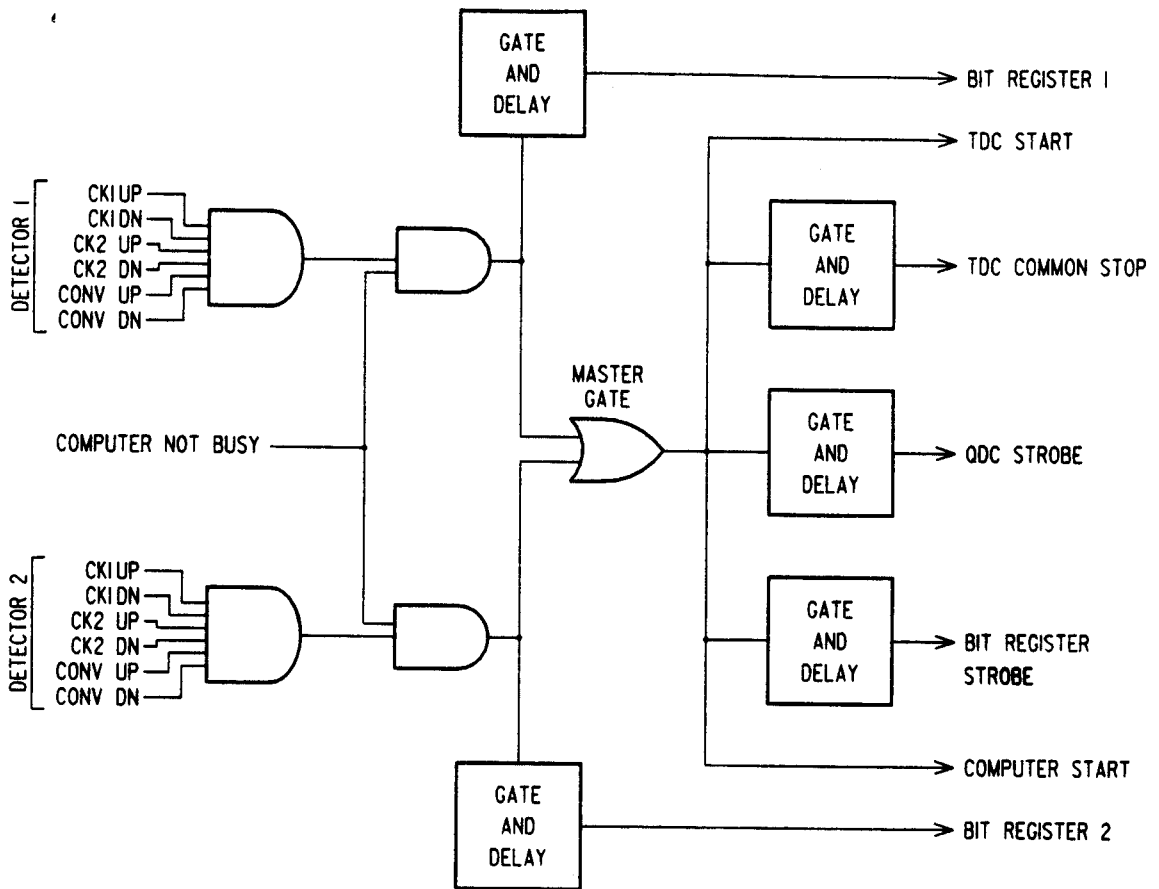 GATE
AND
DELAY
BIT REGISTER 1
TDC START
DETECTOR 1
CK1 UP
CK1 DN
CK2 UP
CK2 DN
CONV UP
CONV DN
GATE
AND
DELAY
TDC COMMON STOP
MASTER
GATE
COMPUTER NOT BUSY
GATE
AND
DELAY
QDC STROBE
DETECTOR 2
CK1 UP
CK1 DN
CK2 UP
CK2 DN
CONV UP
CONV DN
GATE
AND
DELAY
BIT REGISTER
STROBE
COMPUTER START
GATE
AND
DELAY
BIT REGISTER 2